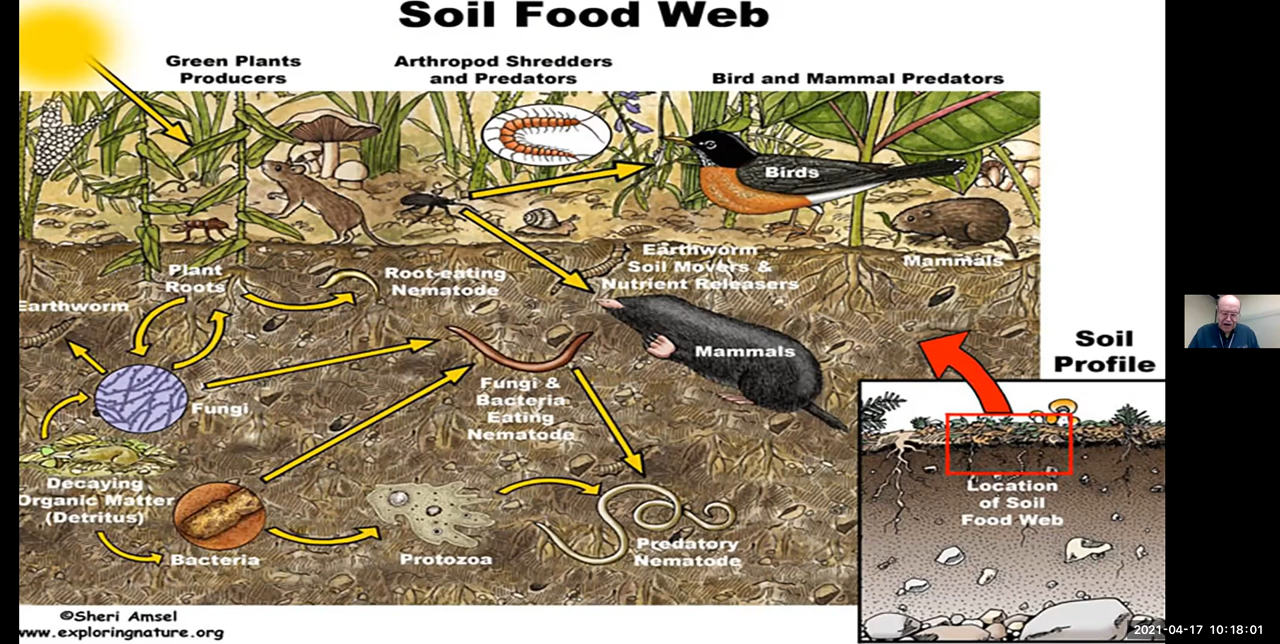 Soil Food Web
Green Plants
Producers
Arthropod Shredders
and Predators
Bird and Mammal Predators
Birds
Mammals
Earthworm
Soil Movers &
Nutrient Releasers
Plant
Roots
Root-eating
Nematode
Earthworm
Mammals
Fungi
Fungi &
Bacteria
Eating
Nematode
Decaying
Organic Matter
(Detritus)
Bacteria
Protozoa
Predatory
Nematode
Soil
Profile
Location
of Soil
Food Web
©Sheri Amsel
www.exploringnature.org
2021-04-17 10:18:01